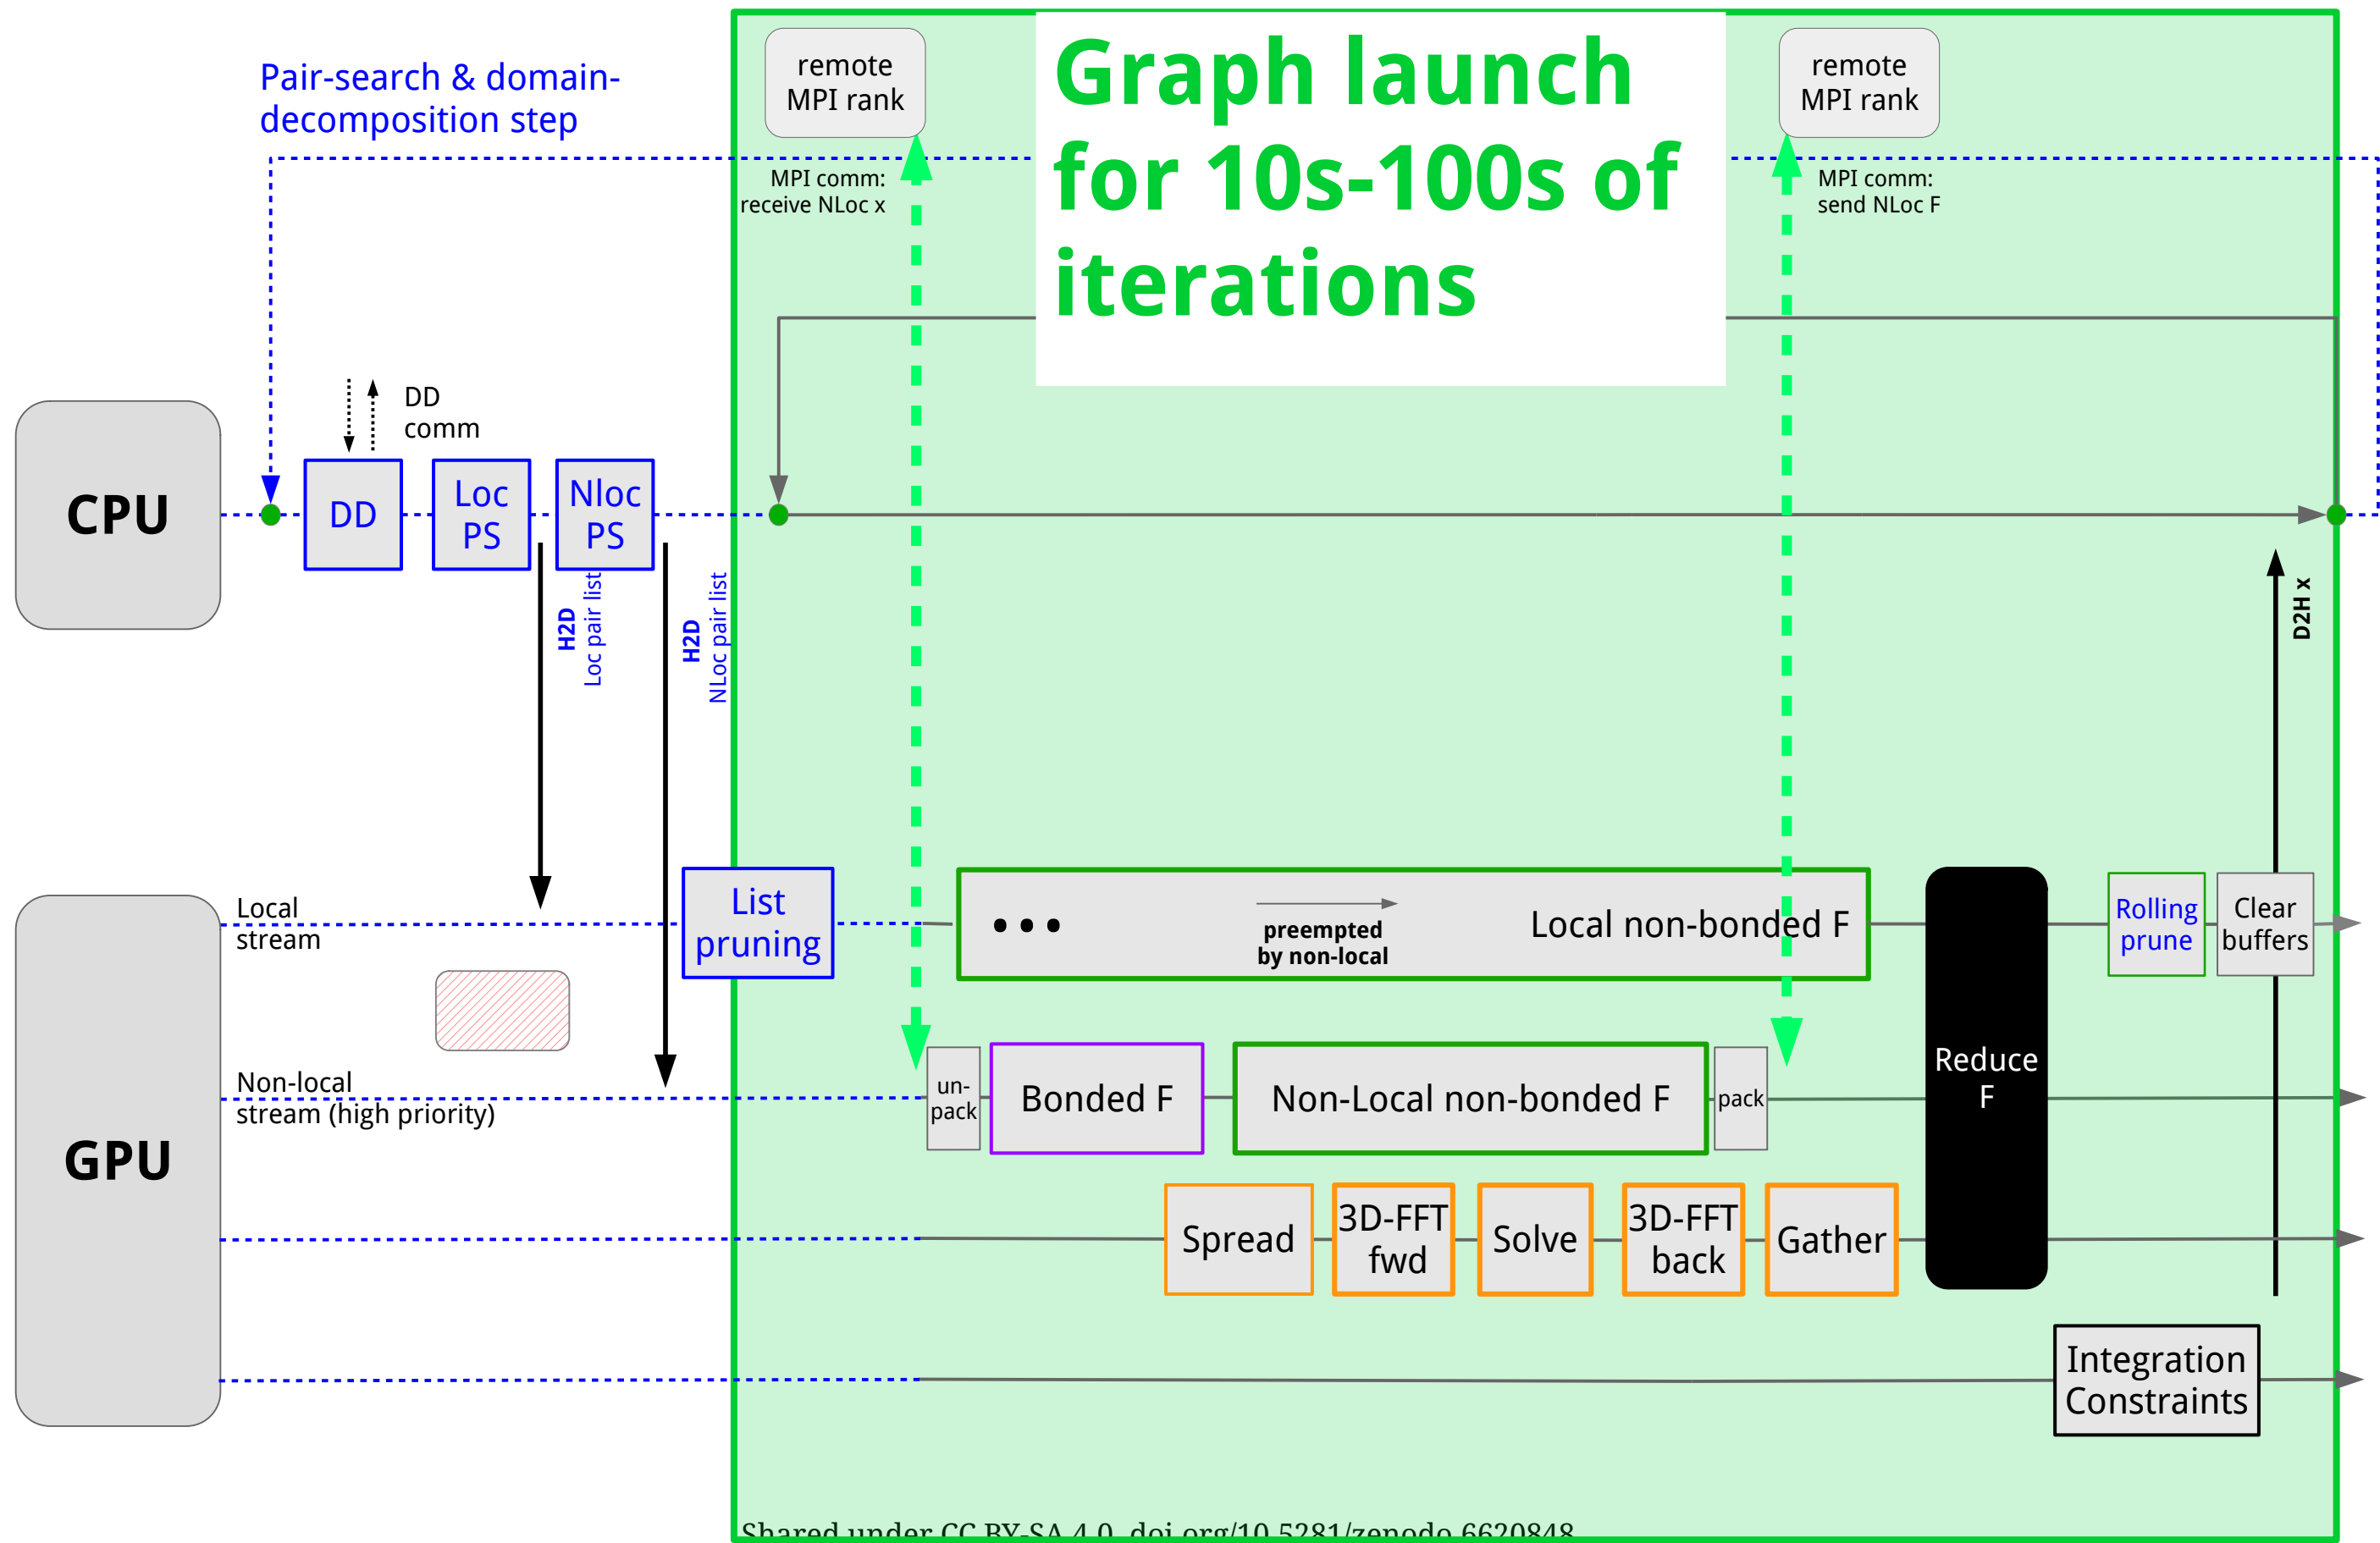 Graph launch
for 10s-100s of
iterations
remote
MPI rank
remote
MPI rank
Pair-search & domain-
decomposition step
MPI comm:
receive NLoc x
MPI comm:
send NLoc F
DD
comm
CPU
DD
Loc
PS
Nloc
PS
H2D
Loc pair list
H2D
NLoc pair list
D2H x
GPU
Local
stream
List
pruning
...
preempted
by non-local
Local non-bonded F
Rolling
prune
Clear
buffers
Non-local
stream (high priority)
un-
pack
Bonded F
Non-Local non-bonded F
pack
Reduce
F
Spread
3D-FFT
fwd
Solve
3D-FFT
back
Gather
Integration
Constraints
Shared under CC BY-SA 4.0. doi.org/10.5281/zenodo.6620848